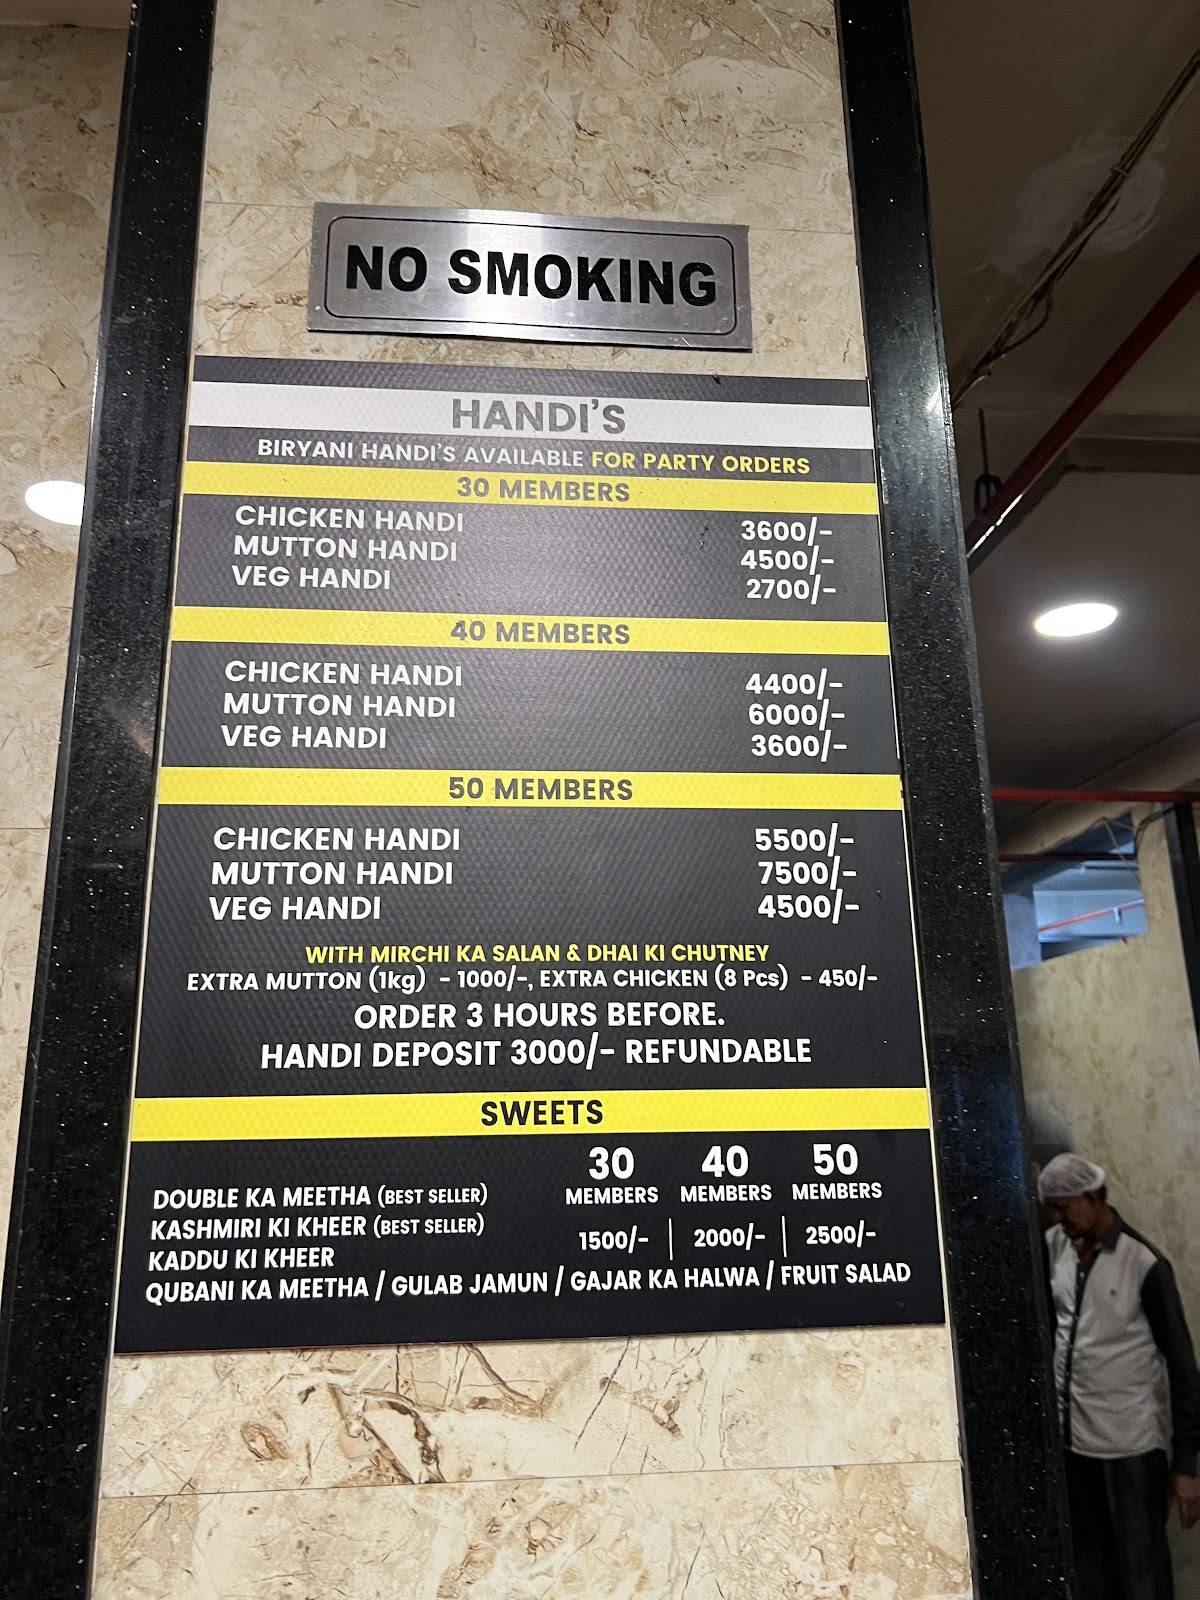 NO SMOKING
HANDI'S
BIRYANI HANDI'S AVAILABLE FOR PARTY ORDERS
30 MEMBERS
CHICKEN HANDI 3600/-
MUTTON HANDI 4500/-
VEG HANDI 2700/-
40 MEMBERS
CHICKEN HANDI 4400/-
MUTTON HANDI 6000/-
VEG HANDI 3600/-
50 MEMBERS
CHICKEN HANDI 5500/-
MUTTON HANDI 7500/-
VEG HANDI 4500/-
WITH MIRCHI KA SALAN & DHAI KI CHUTNEY
EXTRA MUTTON (1kg) - 1000/-, EXTRA CHICKEN (8 Pcs) - 450/-
ORDER 3 HOURS BEFORE.
HANDI DEPOSIT 3000/- REFUNDABLE
SWEETS
30 40 50
MEMBERS MEMBERS MEMBERS
DOUBLE KA MEETHA (BEST SELLER)
KASHMIRI KI KHEER (BEST SELLER)
1500/- | 2000/- | 2500/-
KADDU KI KHEER
QUBANI KA MEETHA / GULAB JAMUN / GAJAR KA HALWA / FRUIT SALAD